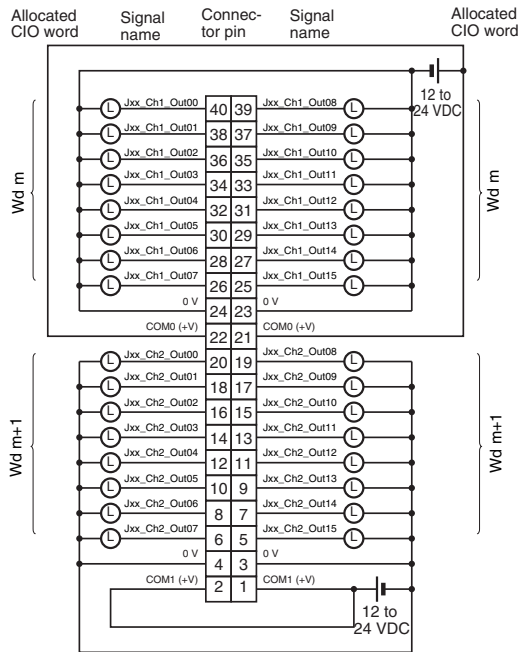 Allocated
CIO word
Signal
name
Connec-
tor pin
Signal
name
Allocated
CIO word
12 to
24 VDC
Wd m
Wd m
L Jxx_Ch1_Out00 40 39 Jxx_Ch1_Out08 L
L Jxx_Ch1_Out01 38 37 Jxx_Ch1_Out09 L
L Jxx_Ch1_Out02 36 35 Jxx_Ch1_Out10 L
L Jxx_Ch1_Out03 34 33 Jxx_Ch1_Out11 L
L Jxx_Ch1_Out04 32 31 Jxx_Ch1_Out12 L
L Jxx_Ch1_Out05 30 29 Jxx_Ch1_Out13 L
L Jxx_Ch1_Out06 28 27 Jxx_Ch1_Out14 L
L Jxx_Ch1_Out07 26 25 Jxx_Ch1_Out15 L
0 V 24 23 0 V
COM0 (+V) 22 21 COM0 (+V)
Wd m+1
Wd m+1
L Jxx_Ch2_Out00 20 19 Jxx_Ch2_Out08 L
L Jxx_Ch2_Out01 18 17 Jxx_Ch2_Out09 L
L Jxx_Ch2_Out02 16 15 Jxx_Ch2_Out10 L
L Jxx_Ch2_Out03 14 13 Jxx_Ch2_Out11 L
L Jxx_Ch2_Out04 12 11 Jxx_Ch2_Out12 L
L Jxx_Ch2_Out05 10 9 Jxx_Ch2_Out13 L
L Jxx_Ch2_Out06 8 7 Jxx_Ch2_Out14 L
L Jxx_Ch2_Out07 6 5 Jxx_Ch2_Out15 L
0 V 4 3 0 V
COM1 (+V) 2 1 COM1 (+V)
12 to
24 VDC